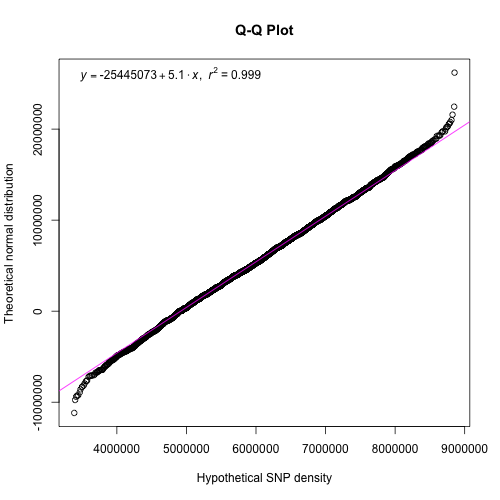 Q-Q Plot
y = -25445073 + 5.1 · x, r² = 0.999
Theoretical normal distribution
20000000
10000000
0
-10000000
4000000 5000000 6000000 7000000 8000000 9000000
Hypothetical SNP density